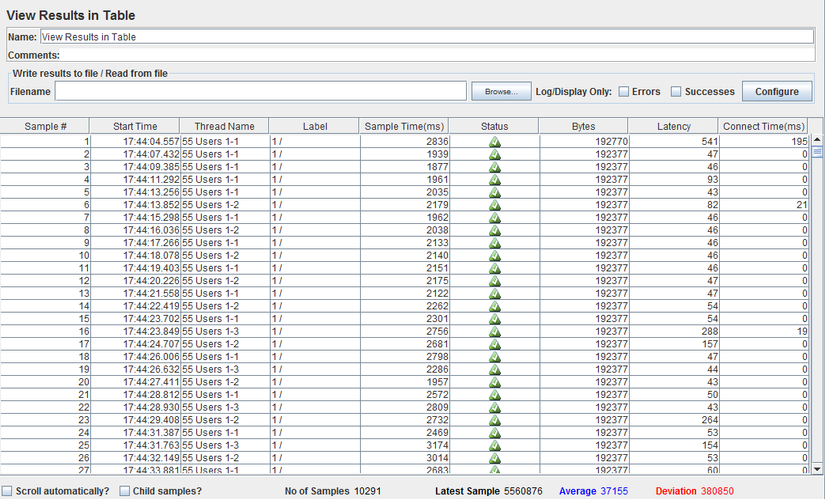 View Results in Table
Name: View Results in Table
Comments:
Write results to file / Read from file
Filename Browse... Log/Display Only: Errors Successes Configure
Sample # Start Time Thread Name Label Sample Time(ms) Status Bytes Latency Connect Time(ms)
1 17:44:04.557 55 Users 1-1 1 / 2836 192770 541 195
2 17:44:07.432 55 Users 1-1 1 / 1939 192377 47 0
3 17:44:09.385 55 Users 1-1 1 / 1877 192377 46 0
4 17:44:11.292 55 Users 1-1 1 / 1961 192377 93 0
5 17:44:13.256 55 Users 1-1 1 / 2035 192377 43 0
6 17:44:13.852 55 Users 1-2 1 / 2179 192377 82 21
7 17:44:15.298 55 Users 1-1 1 / 1962 192377 46 0
8 17:44:16.036 55 Users 1-2 1 / 2038 192377 46 0
9 17:44:17.266 55 Users 1-1 1 / 2133 192377 46 0
10 17:44:18.078 55 Users 1-2 1 / 2140 192377 46 0
11 17:44:19.403 55 Users 1-1 1 / 2151 192377 46 0
12 17:44:20.226 55 Users 1-2 1 / 2175 192377 47 0
13 17:44:21.558 55 Users 1-1 1 / 2122 192377 47 0
14 17:44:22.419 55 Users 1-2 1 / 2262 192377 54 0
15 17:44:23.702 55 Users 1-1 1 / 2301 192377 54 0
16 17:44:23.849 55 Users 1-3 1 / 2756 192377 288 19
17 17:44:24.707 55 Users 1-2 1 / 2681 192377 157 0
18 17:44:26.006 55 Users 1-1 1 / 2798 192377 47 0
19 17:44:26.632 55 Users 1-3 1 / 2286 192377 44 0
20 17:44:27.411 55 Users 1-2 1 / 1957 192377 43 0
21 17:44:28.812 55 Users 1-1 1 / 2572 192377 50 0
22 17:44:28.930 55 Users 1-3 1 / 2809 192377 43 0
23 17:44:29.408 55 Users 1-2 1 / 2732 192377 264 0
24 17:44:31.387 55 Users 1-1 1 / 2469 192377 53 0
25 17:44:31.763 55 Users 1-3 1 / 3174 192377 154 0
26 17:44:32.149 55 Users 1-2 1 / 3014 192377 53 0
27 17:44:33.881 55 Users 1-1 1 / 2683 192377 60 0
Scroll automatically? Child samples? No of Samples 10291 Latest Sample 5560876 Average 37155 Deviation 380850